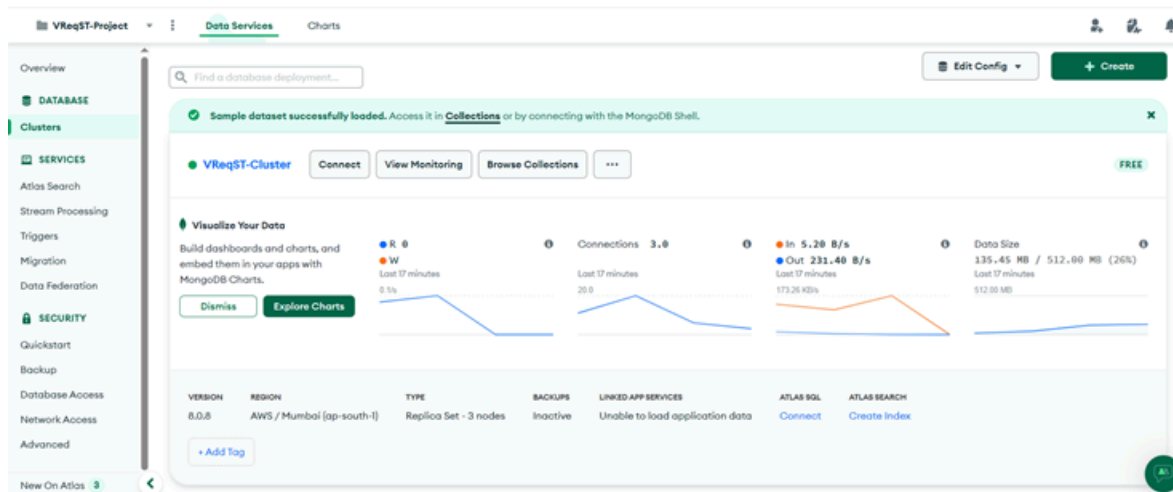 VReqST-Project
Data Services
Charts
Overview
DATABASE
Clusters
SERVICES
Atlas Search
Stream Processing
Triggers
Migration
Data Federation
SECURITY
Quickstart
Backup
Database Access
Network Access
Advanced
New On Atlas 3
Find a database deployment...
Edit Config
+ Create
Sample dataset successfully loaded. Access it in Collections or by connecting with the MongoDB Shell.
VReqST-Cluster
Connect
View Monitoring
Browse Collections
...
FREE
Visualize Your Data
Build dashboards and charts, and
embed them in your apps with
MongoDB Charts.
Dismiss
Explore Charts
R 0
W
Last 17 minutes
0.1/s
Connections 3.0
Last 17 minutes
20.0
In 5.20 B/s
Out 231.40 B/s
Last 17 minutes
173.26 KB/s
Data Size
135.45 MB / 512.00 MB (26%)
Last 17 minutes
512.00 MB
VERSION
8.0.8
REGION
AWS / Mumbai (ap-south-1)
TYPE
Replica Set - 3 nodes
BACKUPS
Inactive
LINKED APP SERVICES
Unable to load application data
ATLAS SQL
Connect
ATLAS SEARCH
Create Index
+ Add Tag